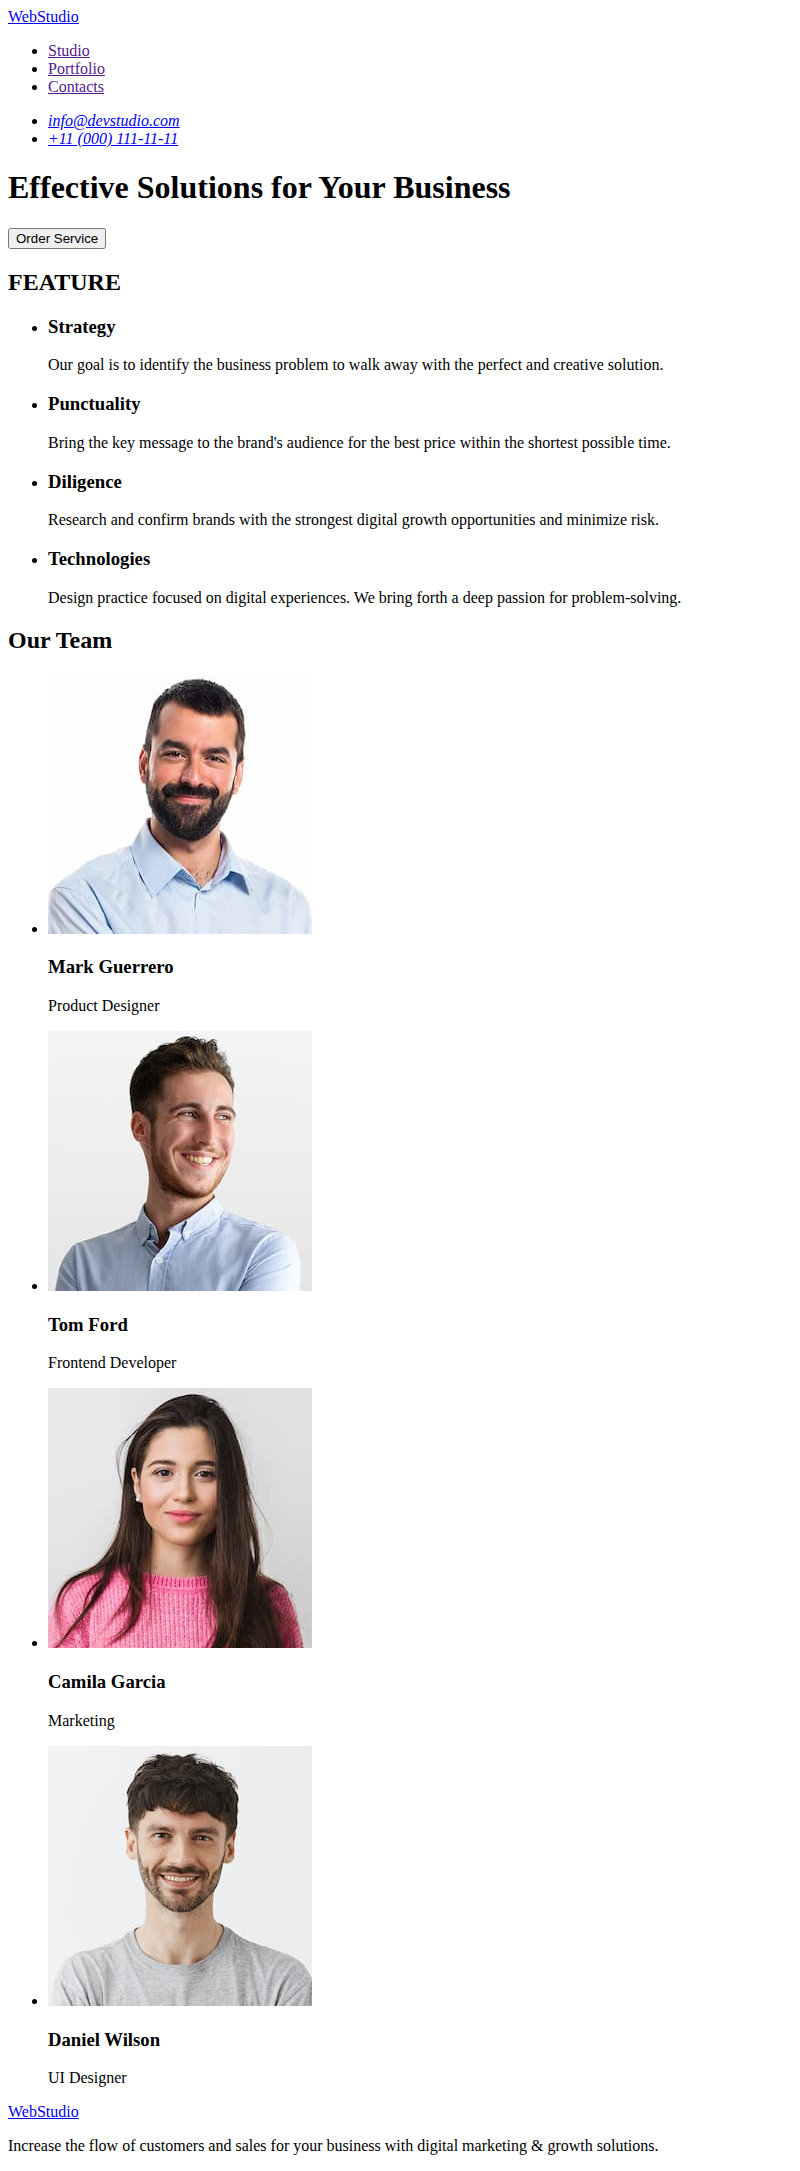 WebStudio
Studio
Portfolio
Contacts
info@devstudio.com
+11 (000) 111-11-11
Effective Solutions for Your Business
Order Service
FEATURE
Strategy
Our goal is to identify the business problem to walk away with the perfect and creative solution.
Punctuality
Bring the key message to the brand's audience for the best price within the shortest possible time.
Diligence
Research and confirm brands with the strongest digital growth opportunities and minimize risk.
Technologies
Design practice focused on digital experiences. We bring forth a deep passion for problem-solving.
Our Team
Mark Guerrero
Product Designer
Tom Ford
Frontend Developer
Camila Garcia
Marketing
Daniel Wilson
UI Designer
WebStudio
Increase the flow of customers and sales for your business with digital marketing & growth solutions.